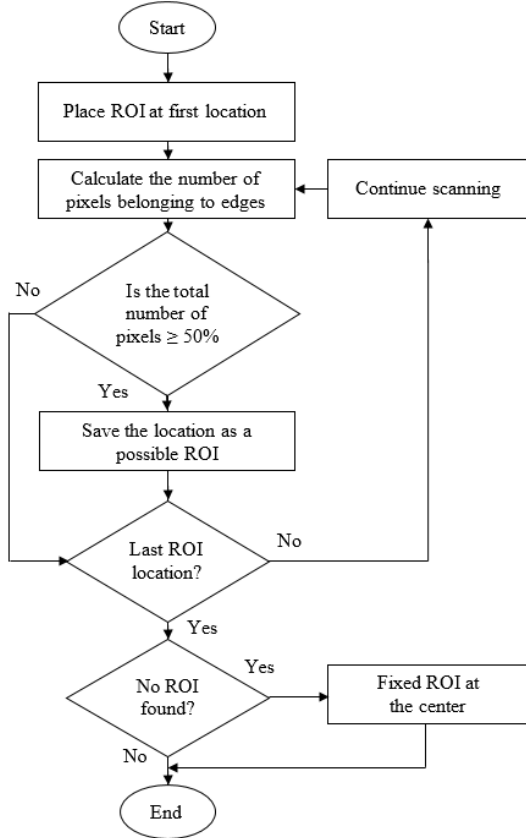 Start
Place ROI at first location
Calculate the number of
pixels belonging to edges
Continue scanning
No
Is the total
number of
pixels ≥ 50%
Yes
Save the location as a
possible ROI
Last ROI
location?
No
Yes
No ROI
found?
Yes
Fixed ROI at
the center
No
End